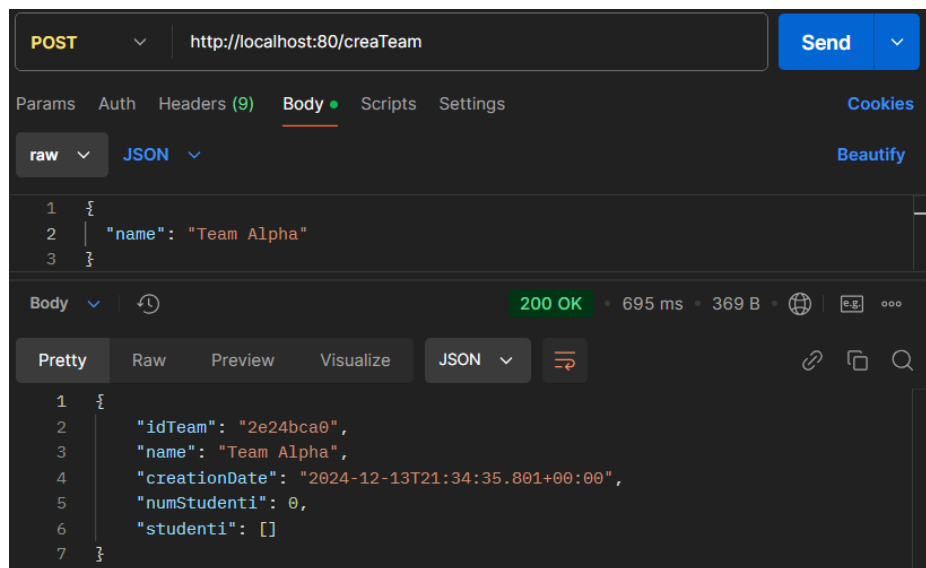 POST http://localhost:80/creaTeam Send
Params Auth Headers (9) Body Scripts Settings Cookies
raw JSON Beautify
1 {
2 "name": "Team Alpha"
3 }
Body 200 OK • 695 ms • 369 B • e.g.
Pretty Raw Preview Visualize JSON
1 {
2 "idTeam": "2e24bca0",
3 "name": "Team Alpha",
4 "creationDate": "2024-12-13T21:34:35.801+00:00",
5 "numStudenti": 0,
6 "studenti": []
7 }